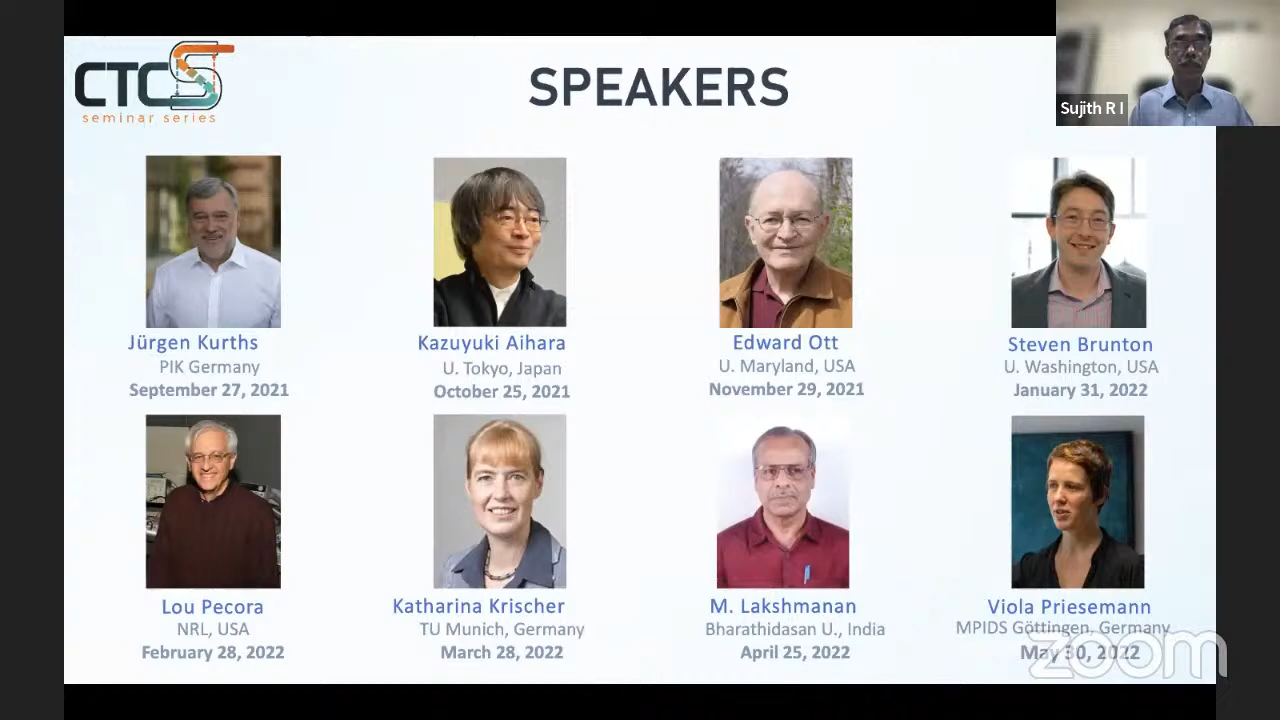 CTCS
seminar series
SPEAKERS
Sujith R I
Jürgen Kurths
PIK Germany
September 27, 2021
Kazuyuki Aihara
U. Tokyo, Japan
October 25, 2021
Edward Ott
U. Maryland, USA
November 29, 2021
Steven Brunton
U. Washington, USA
January 31, 2022
Lou Pecora
NRL, USA
February 28, 2022
Katharina Krischer
TU Munich, Germany
March 28, 2022
M. Lakshmanan
Bharathidasan U., India
April 25, 2022
Viola Priesemann
MPIDS Göttingen, Germany
May 30, 2022
zoom